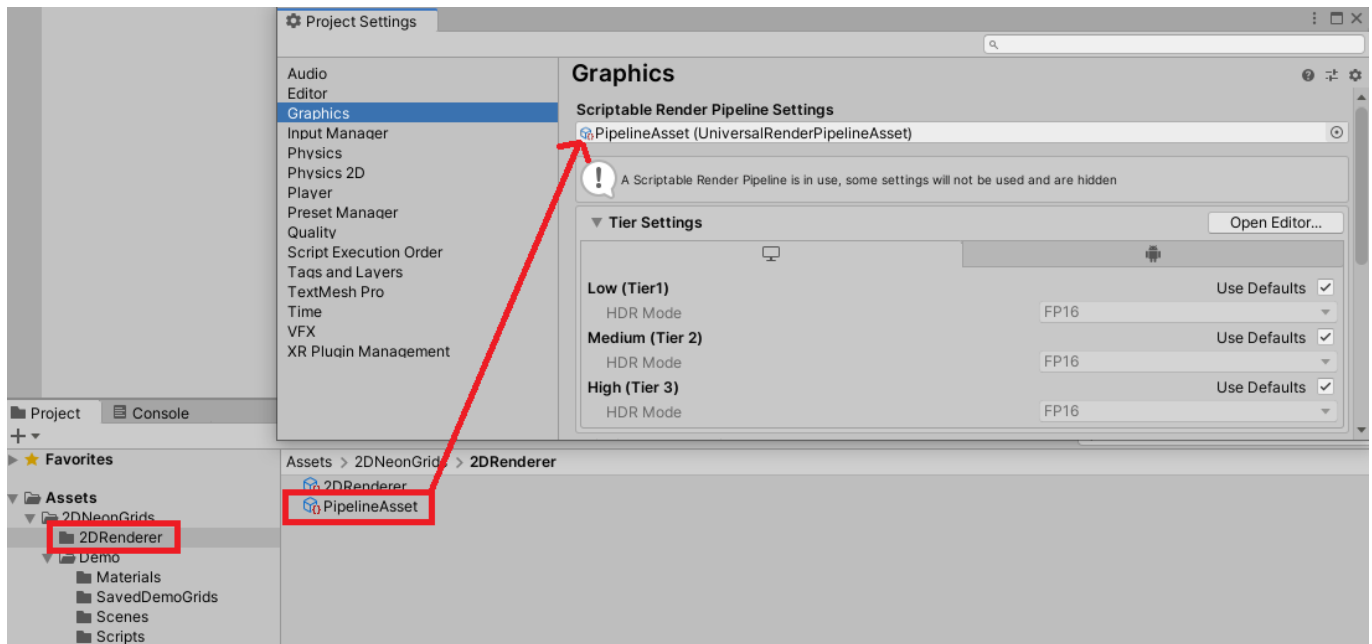 Project Settings
Audio
Editor
Graphics
Input Manager
Physics
Physics 2D
Player
Preset Manager
Quality
Script Execution Order
Tags and Layers
TextMesh Pro
Time
VFX
XR Plugin Management
Graphics
Scriptable Render Pipeline Settings
PipelineAsset (UniversalRenderPipelineAsset)
! A Scriptable Render Pipeline is in use, some settings will not be used and are hidden
Tier Settings Open Editor...
Low (Tier1) Use Defaults
HDR Mode FP16
Medium (Tier 2) Use Defaults
HDR Mode FP16
High (Tier 3) Use Defaults
HDR Mode FP16
Project Console
Favorites
Assets
2DNeonGrids
2DRenderer
Demo
Materials
SavedDemoGrids
Scenes
Scripts
Assets > 2DNeonGrids > 2DRenderer
2DRenderer
PipelineAsset